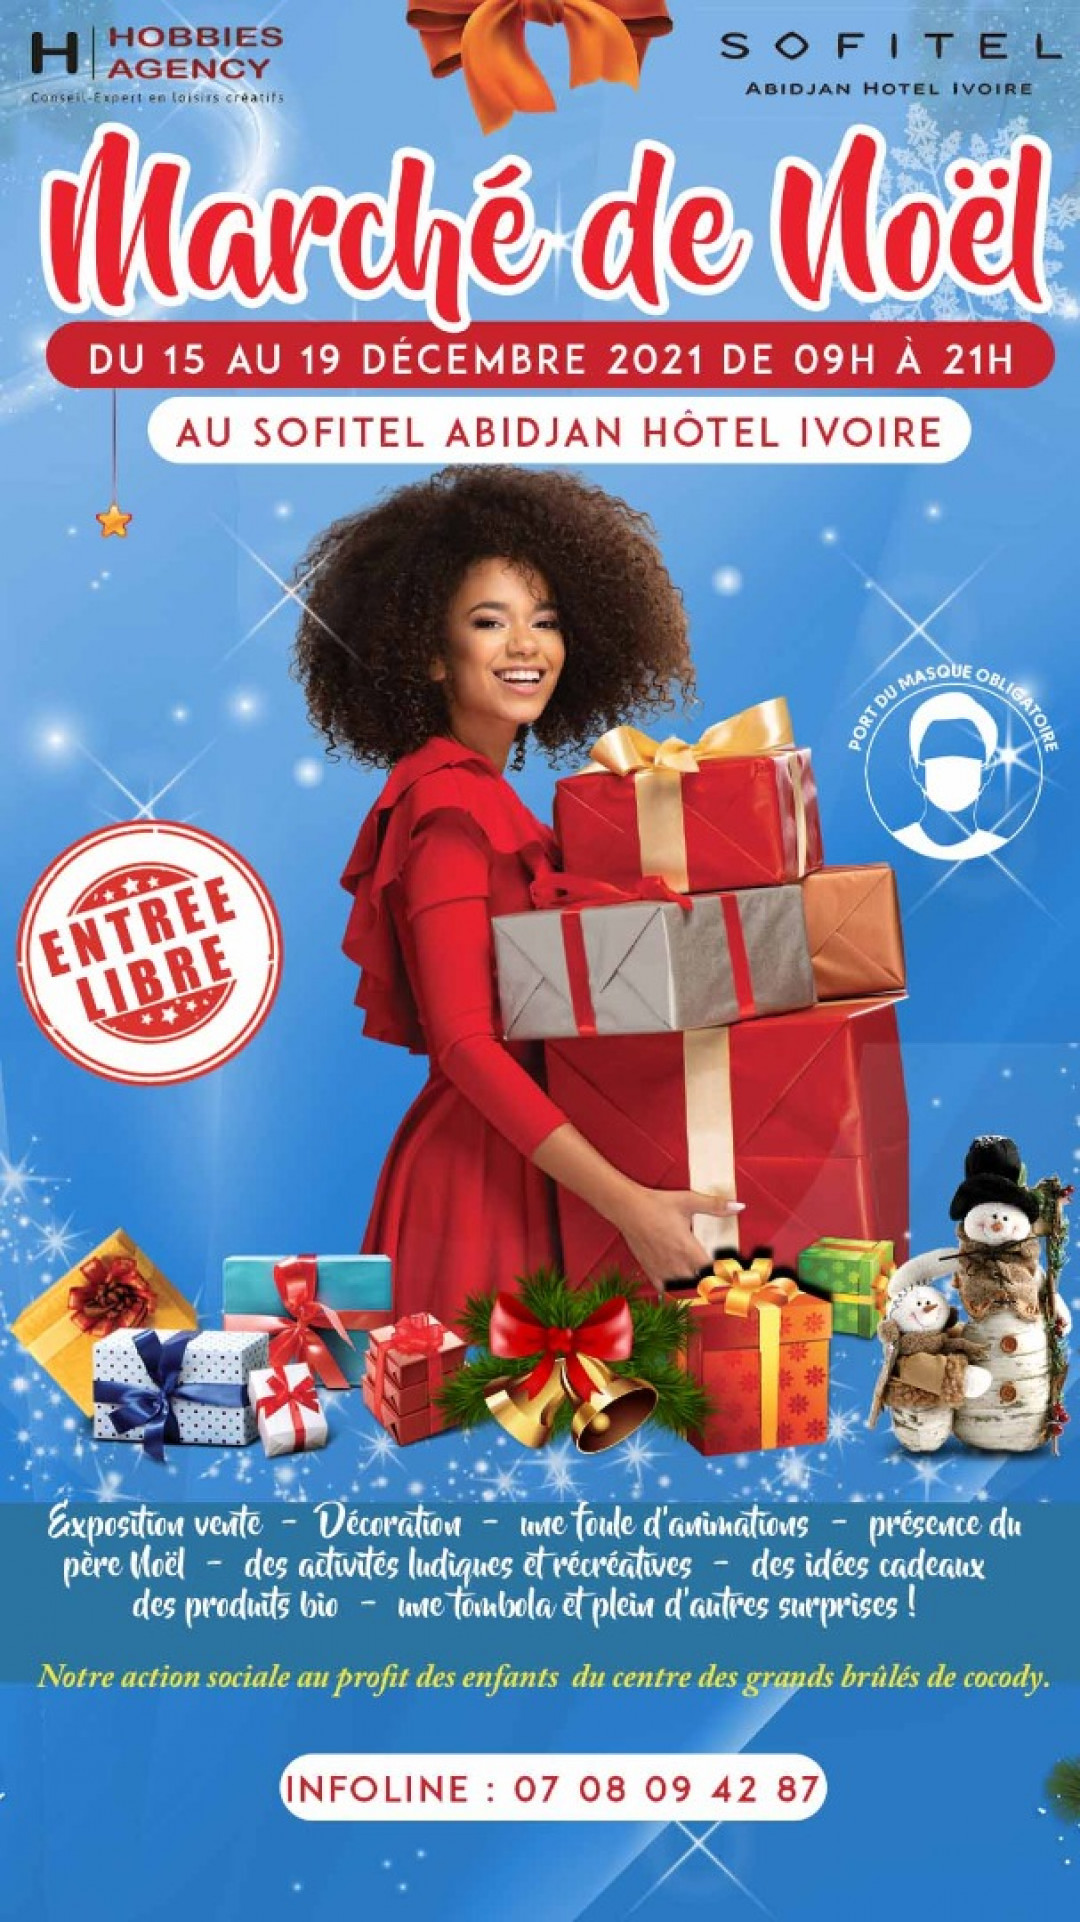 H HOBBIES
AGENCY
Conseil-Expert en loisirs créatifs
SOFITEL
ABIDJAN HOTEL IVOIRE
Marché de Noël
DU 15 AU 19 DÉCEMBRE 2021 DE 09H À 21H
AU SOFITEL ABIDJAN HÔTEL IVOIRE
PORT DU MASQUE OBLIGATOIRE
ENTREE
LIBRE
Exposition vente - Décoration - une foule d'animations - présence du
père Noël - des activités ludiques et récréatives - des idées cadeaux
des produits bio - une tombola et plein d'autres surprises !
Notre action sociale au profit des enfants du centre des grands brûlés de cocody.
INFOLINE : 07 08 09 42 87